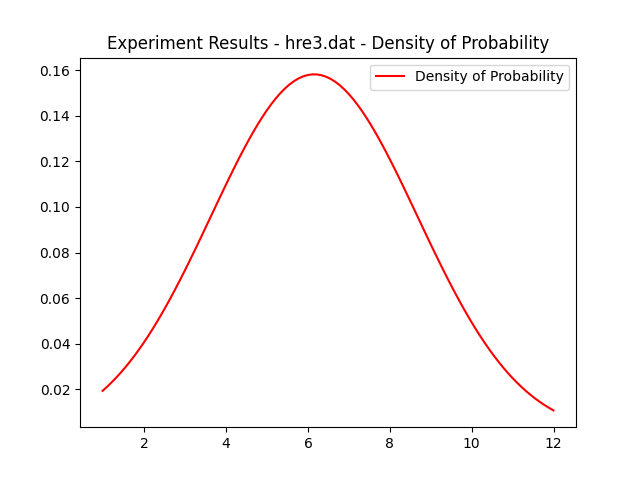 Experiment Results - hre3.dat - Density of Probability
Density of Probability
0.16
0.14
0.12
0.10
0.08
0.06
0.04
0.02
2 4 6 8 10 12